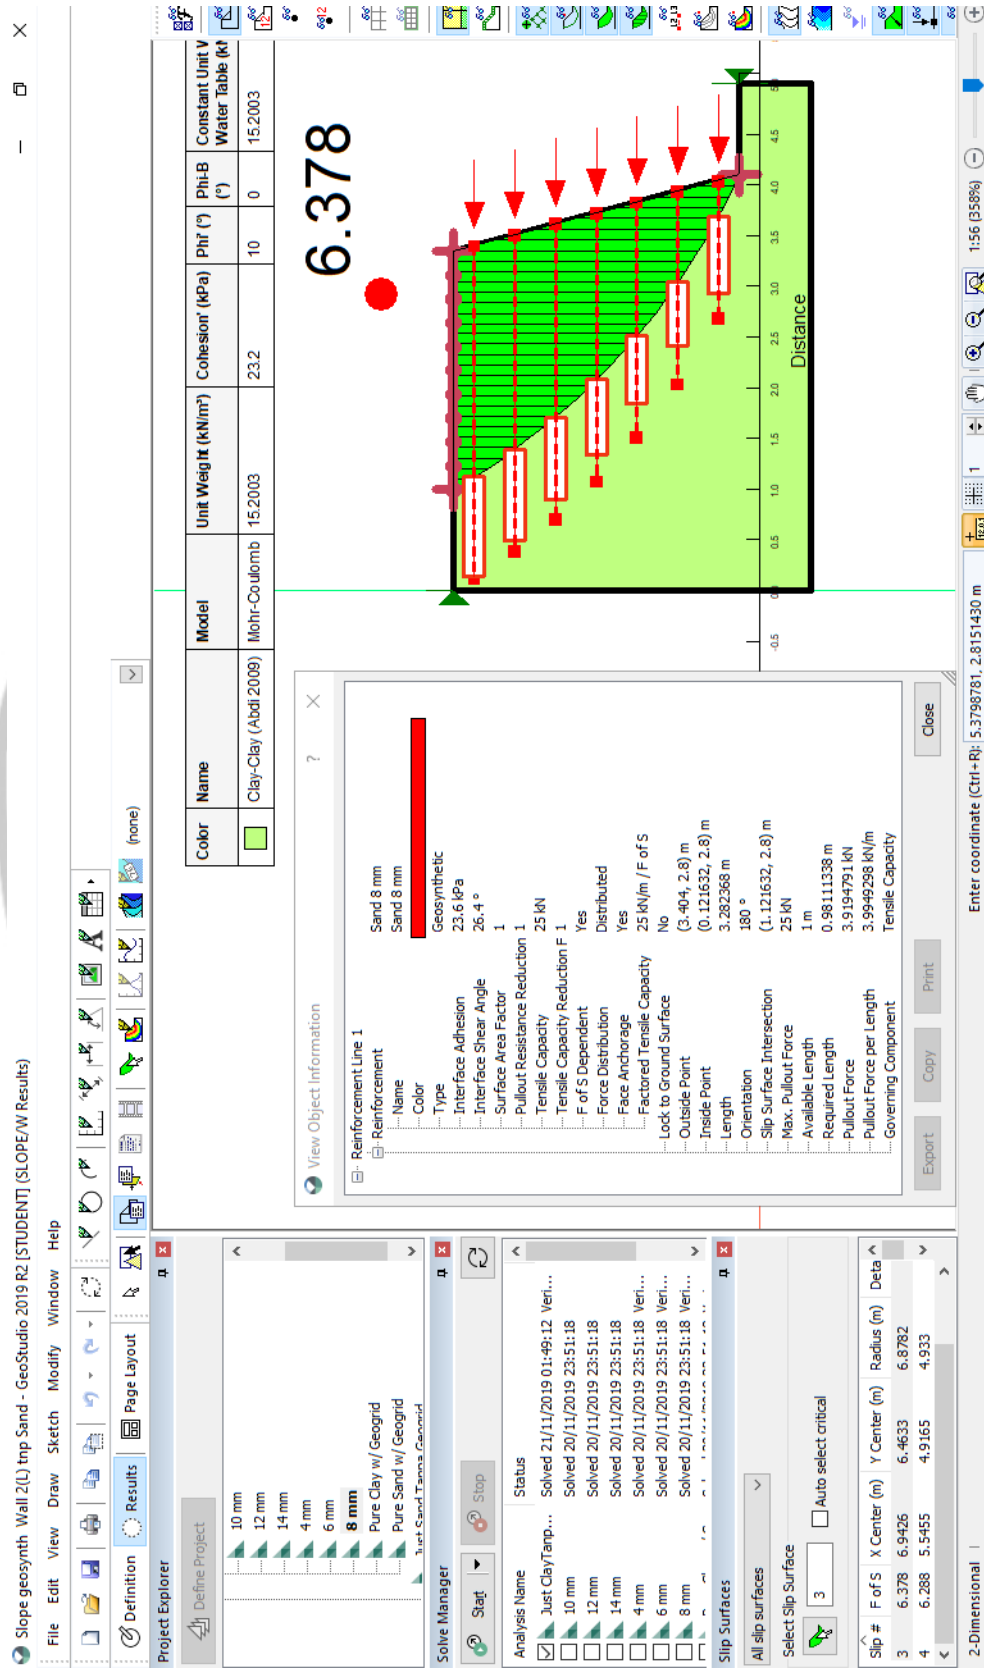 Slope geosynth Wall 2(L) tnp Sand - GeoStudio 2019 R2 [STUDENT] (SLOPE/W Results)
File Edit View Draw Sketch Modify Window Help
Definition Results Page Layout
(none)
Project Explorer
Define Project
10 mm
12 mm
14 mm
4 mm
6 mm
8 mm
Pure Clay w/ Geogrid
Pure Sand w/ Geogrid
Just Sand Tanpa Geogrid
Solve Manager
Start Stop
Analysis Name Status
Just ClayTanp... Solved 21/11/2019 01:49:12 Veri...
10 mm Solved 20/11/2019 23:51:18
12 mm Solved 20/11/2019 23:51:18
14 mm Solved 20/11/2019 23:51:18
4 mm Solved 20/11/2019 23:51:18 Veri...
6 mm Solved 20/11/2019 23:51:18 Veri...
8 mm Solved 20/11/2019 23:51:18 Veri...
Slip Surfaces
All slip surfaces
Select Slip Surface
3 Auto select critical
Slip # F of S X Center (m) Y Center (m) Radius (m) Deta
3 6.378 6.9426 6.4633 6.8782
4 6.288 5.5455 4.9165 4.933
Color Name Model Unit Weight (kN/m³) Cohesion' (kPa) Phi' (°) Phi-B (°) Constant Unit V Water Table (kN
Clay-Clay (Abdi 2009) Mohr-Coulomb 15.2003 23.2 10 0 15.2003
6.378
View Object Information
?
Reinforcement Line 1
Reinforcement Sand 8 mm
Name Sand 8 mm
Color
Type Geosynthetic
Interface Adhesion 23.6 kPa
Interface Shear Angle 26.4 °
Surface Area Factor 1
Pullout Resistance Reduction 1
Tensile Capacity 25 kN
Tensile Capacity Reduction F 1
F of S Dependent Yes
Force Distribution Distributed
Face Anchorage Yes
Factored Tensile Capacity 25 kN/m / F of S
Lock to Ground Surface No
Outside Point (3.404, 2.8) m
Inside Point (0.121632, 2.8) m
Length 3.282368 m
Orientation 180 °
Slip Surface Intersection (1.121632, 2.8) m
Max. Pullout Force 25 kN
Available Length 1 m
Required Length 0.98111338 m
Pullout Force 3.9194791 kN
Pullout Force per Length 3.9949298 kN/m
Governing Component Tensile Capacity
Export Copy Print Close
-0.5 0 0.5 1.0 1.5 2.0 2.5 3.0 3.5 4.0 4.5 5.0
Distance
2-Dimensional
Enter coordinate (Ctrl+R): 5.3798781, 2.8151430 m
1
1:56 (358%)